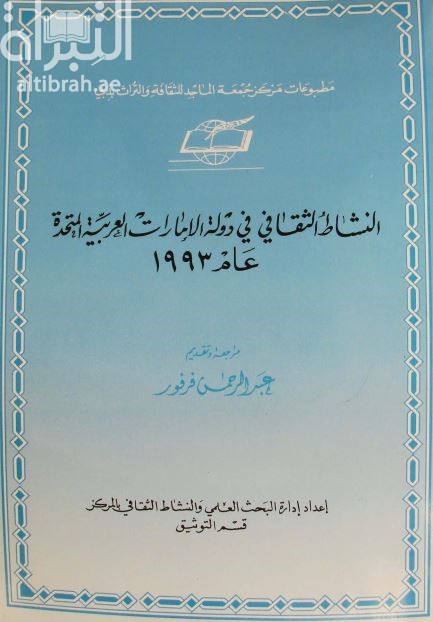 التبراة
altibrah.ae
مطبوعات مركز جمعة الماجد للثقافة والتراث بدبي
النشاط الثقافي في دولة الإمارات العربية المتحدة
عام ١٩٩٣
مراجعة وتقديم
عبد الرحمن فرفور
إعداد إدارة البحث العلمي والنشاط الثقافي بالمركز
قسم التوثيق